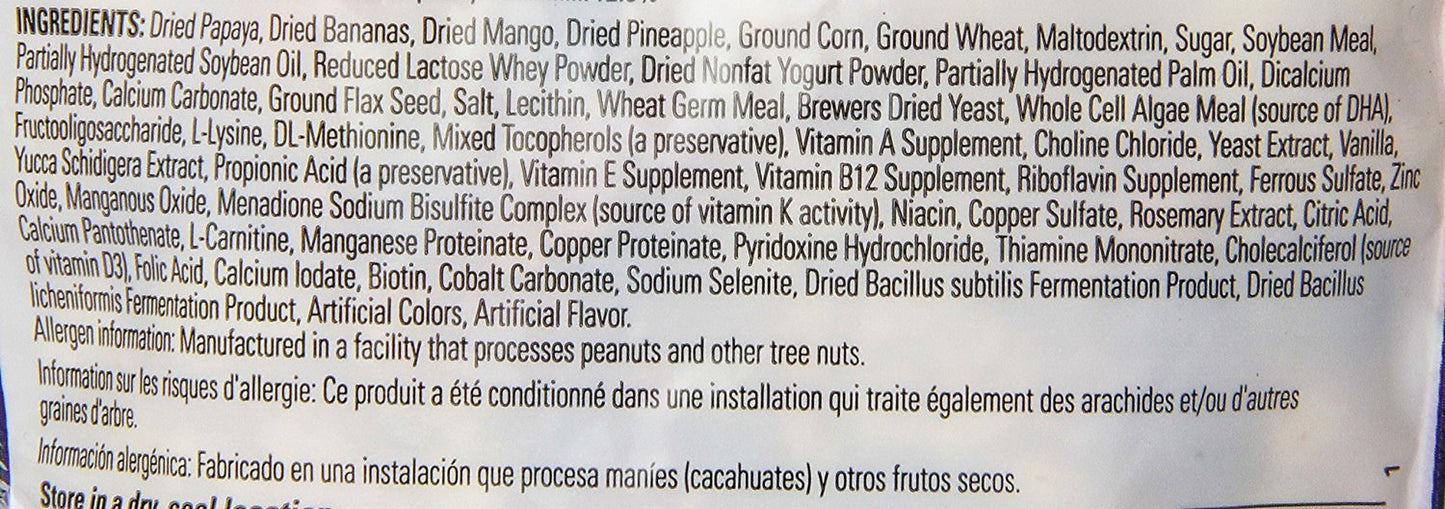 INGREDIENTS: Dried Papaya, Dried Bananas, Dried Mango, Dried Pineapple, Ground Corn, Ground Wheat, Maltodextrin, Sugar, Soybean Meal,
Partially Hydrogenated Soybean Oil, Reduced Lactose Whey Powder, Dried Nonfat Yogurt Powder, Partially Hydrogenated Palm Oil, Dicalcium
Phosphate, Calcium Carbonate, Ground Flax Seed, Salt, Lecithin, Wheat Germ Meal, Brewers Dried Yeast, Whole Cell Algae Meal (source of DHA),
Fructooligosaccharide, L-Lysine, DL-Methionine, Mixed Tocopherols (a preservative), Vitamin A Supplement, Choline Chloride, Yeast Extract, Vanilla,
Yucca Schidigera Extract, Propionic Acid (a preservative), Vitamin E Supplement, Vitamin B12 Supplement, Riboflavin Supplement, Ferrous Sulfate, Zinc
Oxide, Manganous Oxide, Menadione Sodium Bisulfite Complex (source of vitamin K activity), Niacin, Copper Sulfate, Rosemary Extract, Citric Acid,
Calcium Pantothenate, L-Carnitine, Manganese Proteinate, Copper Proteinate, Pyridoxine Hydrochloride, Thiamine Mononitrate, Cholecalciferol (source
of vitamin D3), Folic Acid, Calcium Iodate, Biotin, Cobalt Carbonate, Sodium Selenite, Dried Bacillus subtilis Fermentation Product, Dried Bacillus
licheniformis Fermentation Product, Artificial Colors, Artificial Flavor.
Allergen information: Manufactured in a facility that processes peanuts and other tree nuts.
Information sur les risques d'allergie: Ce produit a été conditionné dans une installation qui traite également des arachides et/ou d'autres
graines d'arbre.
Información alergénica: Fabricado en una instalación que procesa maníes (cacahuates) y otros frutos secos.
Store in a dry, cool location